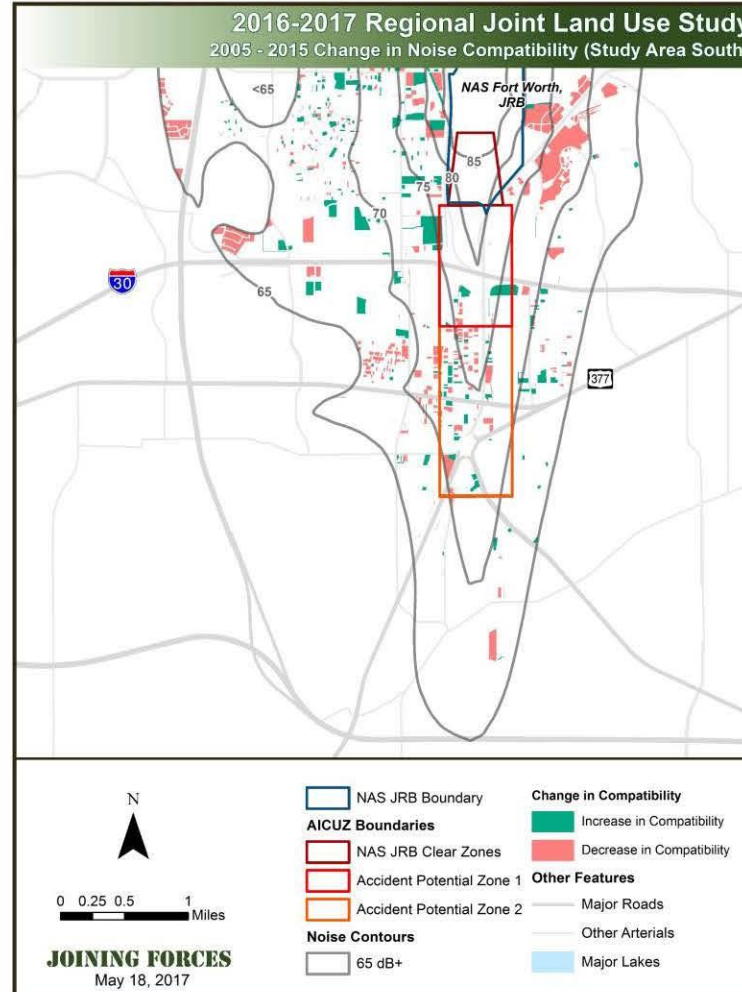 2016-2017 Regional Joint Land Use Study
2005 - 2015 Change in Noise Compatibility (Study Area South
<65
NAS Fort Worth,
JRB
85
80
75
70
65
30
377
N
0 0.25 0.5 1
Miles
JOINING FORCES
May 18, 2017
NAS JRB Boundary
AICUZ Boundaries
NAS JRB Clear Zones
Accident Potential Zone 1
Accident Potential Zone 2
Noise Contours
65 dB+
Change in Compatibility
Increase in Compatibility
Decrease in Compatibility
Other Features
Major Roads
Other Arterials
Major Lakes